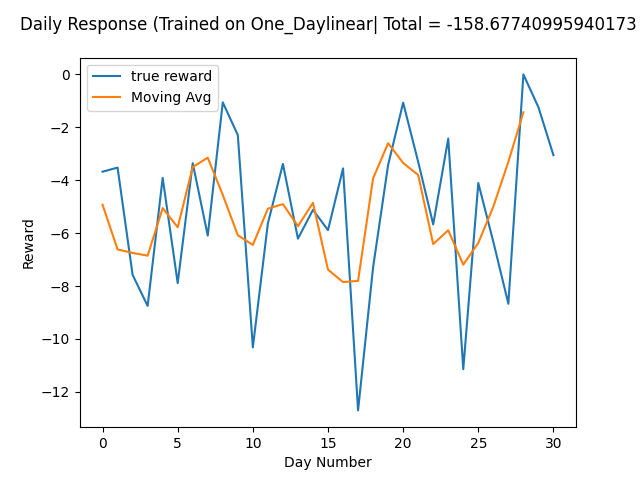 Daily Response (Trained on One_Daylinear| Total = -158.67740995940173
true reward
Moving Avg
0
−2
−4
−6
−8
−10
−12
Reward
0 5 10 15 20 25 30
Day Number